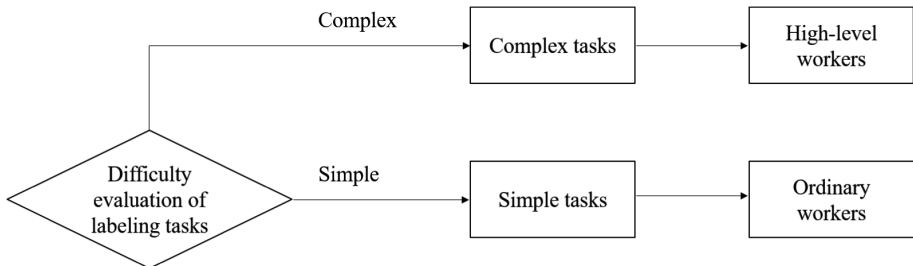 Complex
Complex tasks
High-level
workers
Difficulty
evaluation of
labeling tasks
Simple
Simple tasks
Ordinary
workers